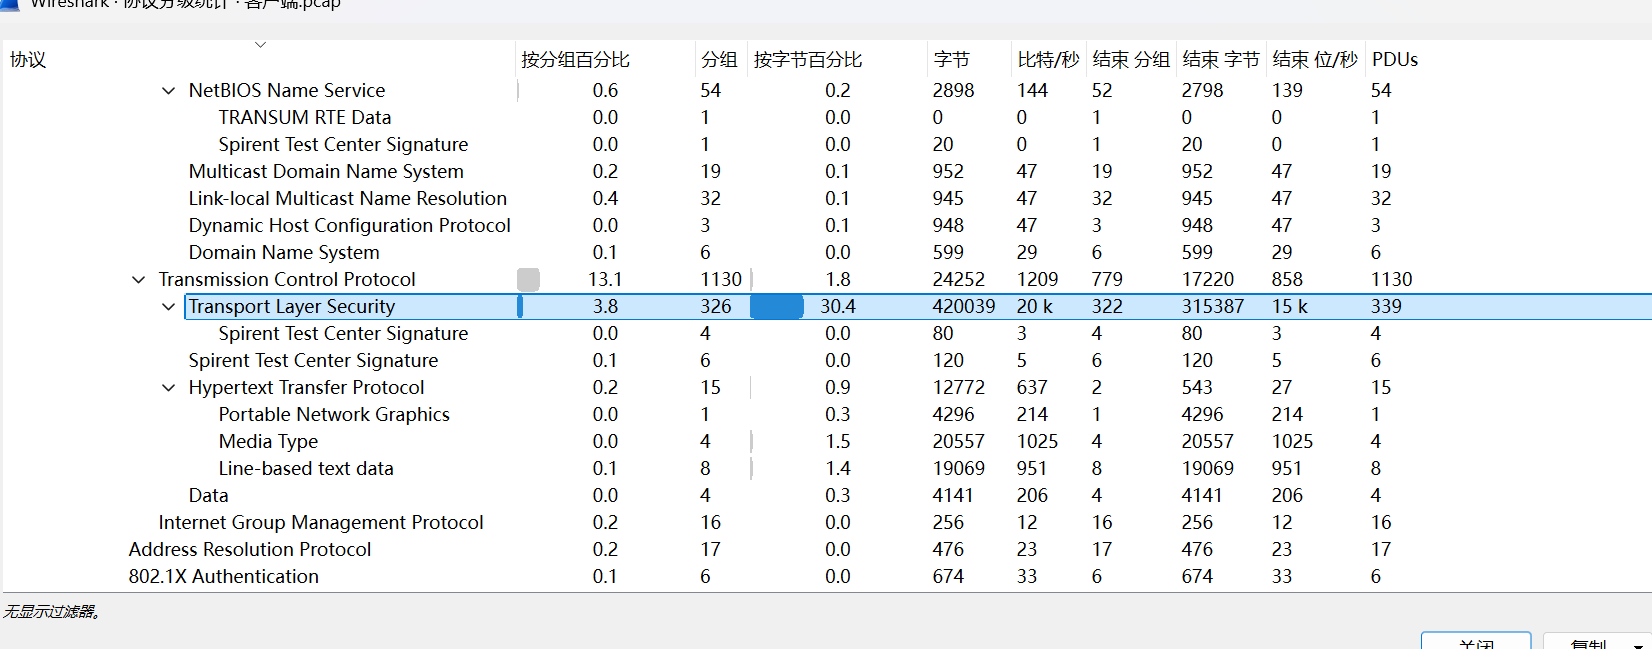 Wireshark · 协议分级统计 · 客户端.pcap
协议 按分组百分比 分组 按字节百分比 字节 比特/秒 结束 分组 结束 字节 结束 位/秒 PDUs
NetBIOS Name Service 0.6 54 0.2 2898 144 52 2798 139 54
TRANSUM RTE Data 0.0 1 0.0 0 0 1 0 0 1
Spirent Test Center Signature 0.0 1 0.0 20 0 1 20 0 1
Multicast Domain Name System 0.2 19 0.1 952 47 19 952 47 19
Link-local Multicast Name Resolution 0.4 32 0.1 945 47 32 945 47 32
Dynamic Host Configuration Protocol 0.0 3 0.1 948 47 3 948 47 3
Domain Name System 0.1 6 0.0 599 29 6 599 29 6
Transmission Control Protocol 13.1 1130 1.8 24252 1209 779 17220 858 1130
Transport Layer Security 3.8 326 30.4 420039 20 k 322 315387 15 k 339
Spirent Test Center Signature 0.0 4 0.0 80 3 4 80 3 4
Spirent Test Center Signature 0.1 6 0.0 120 5 6 120 5 6
Hypertext Transfer Protocol 0.2 15 0.9 12772 637 2 543 27 15
Portable Network Graphics 0.0 1 0.3 4296 214 1 4296 214 1
Media Type 0.0 4 1.5 20557 1025 4 20557 1025 4
Line-based text data 0.1 8 1.4 19069 951 8 19069 951 8
Data 0.0 4 0.3 4141 206 4 4141 206 4
Internet Group Management Protocol 0.2 16 0.0 256 12 16 256 12 16
Address Resolution Protocol 0.2 17 0.0 476 23 17 476 23 17
802.1X Authentication 0.1 6 0.0 674 33 6 674 33 6
无显示过滤器。
关闭 复制